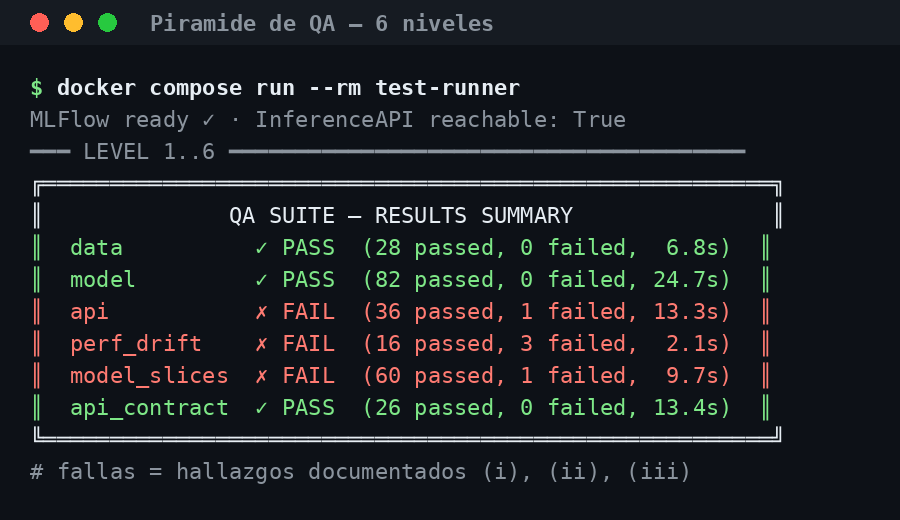 Piramide de QA — 6 niveles
$ docker compose run --rm test-runner
MLFlow ready ✓ · InferenceAPI reachable: True
━━━ LEVEL 1..6 ━━━━━━━━━━━━━━━━━━━━━━━━━━━━━━━━━━━━━━━
╔═══════════════════════════════════════════════════════╗
║              QA SUITE — RESULTS SUMMARY               ║
║  data          ✓ PASS  (28 passed, 0 failed,  6.8s)  ║
║  model         ✓ PASS  (82 passed, 0 failed, 24.7s)  ║
║  api           ✗ FAIL  (36 passed, 1 failed, 13.3s)  ║
║  perf_drift    ✗ FAIL  (16 passed, 3 failed,  2.1s)  ║
║  model_slices  ✗ FAIL  (60 passed, 1 failed,  9.7s)  ║
║  api_contract  ✓ PASS  (26 passed, 0 failed, 13.4s)  ║
╚═══════════════════════════════════════════════════════╝
# fallas = hallazgos documentados (i), (ii), (iii)